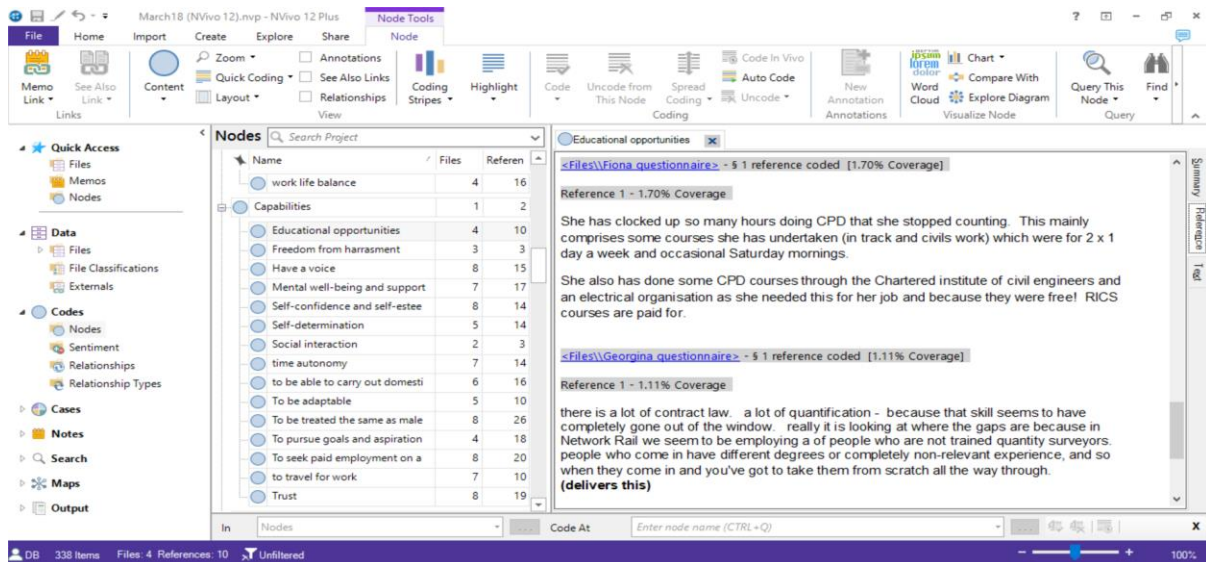 March18 (NVivo 12).nvp - NVivo 12 Plus
Node Tools
File Home Import Create Explore Share Node
Memo Link
See Also Link
Links
Content
Zoom
Quick Coding
Layout
Annotations
See Also Links
Relationships
View
Coding Stripes
Highlight
Code
Uncode from This Node
Spread Coding
Code In Vivo
Auto Code
Uncode
Coding
New Annotation
Annotations
Word Cloud
Chart
Compare With
Explore Diagram
Visualize Node
Query This Node
Find
Query
Quick Access
Files
Memos
Nodes
Data
Files
File Classifications
Externals
Codes
Nodes
Sentiment
Relationships
Relationship Types
Cases
Notes
Search
Maps
Output
Nodes Search Project
Name Files Referen
work life balance 4 16
Capabilities 1 2
Educational opportunities 4 10
Freedom from harrasment 3 3
Have a voice 8 15
Mental well-being and support 7 17
Self-confidence and self-estee 8 14
Self-determination 5 14
Social interaction 2 3
time autonomy 7 14
to be able to carry out domesti 6 16
To be adaptable 5 10
To be treated the same as male 8 26
To pursue goals and aspiration 4 18
To seek paid employment on a 8 20
to travel for work 7 10
Trust 8 19
Educational opportunities
<Files\\Fiona questionnaire> - § 1 reference coded [1.70% Coverage]
Reference 1 - 1.70% Coverage
She has clocked up so many hours doing CPD that she stopped counting. This mainly
comprises some courses she has undertaken (in track and civils work) which were for 2 x 1
day a week and occasional Saturday mornings.
She also has done some CPD courses through the Chartered institute of civil engineers and
an electrical organisation as she needed this for her job and because they were free! RICS
courses are paid for.
<Files\\Georgina questionnaire> - § 1 reference coded [1.11% Coverage]
Reference 1 - 1.11% Coverage
there is a lot of contract law. a lot of quantification - because that skill seems to have
completely gone out of the window. really it is looking at where the gaps are because in
Network Rail we seem to be employing a of people who are not trained quantity surveyors.
people who come in have different degrees or completely non-relevant experience, and so
when they come in and you've got to take them from scratch all the way through.
(delivers this)
Summary
Reference
Text
In Nodes Code At Enter node name (CTRL+Q)
DB 338 Items Files: 4 References: 10 Unfiltered 100%